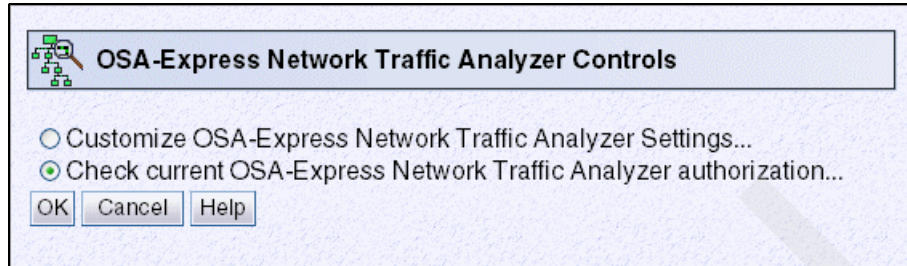 OSA-Express Network Traffic Analyzer Controls
Customize OSA-Express Network Traffic Analyzer Settings...
Check current OSA-Express Network Traffic Analyzer authorization...
OK Cancel Help